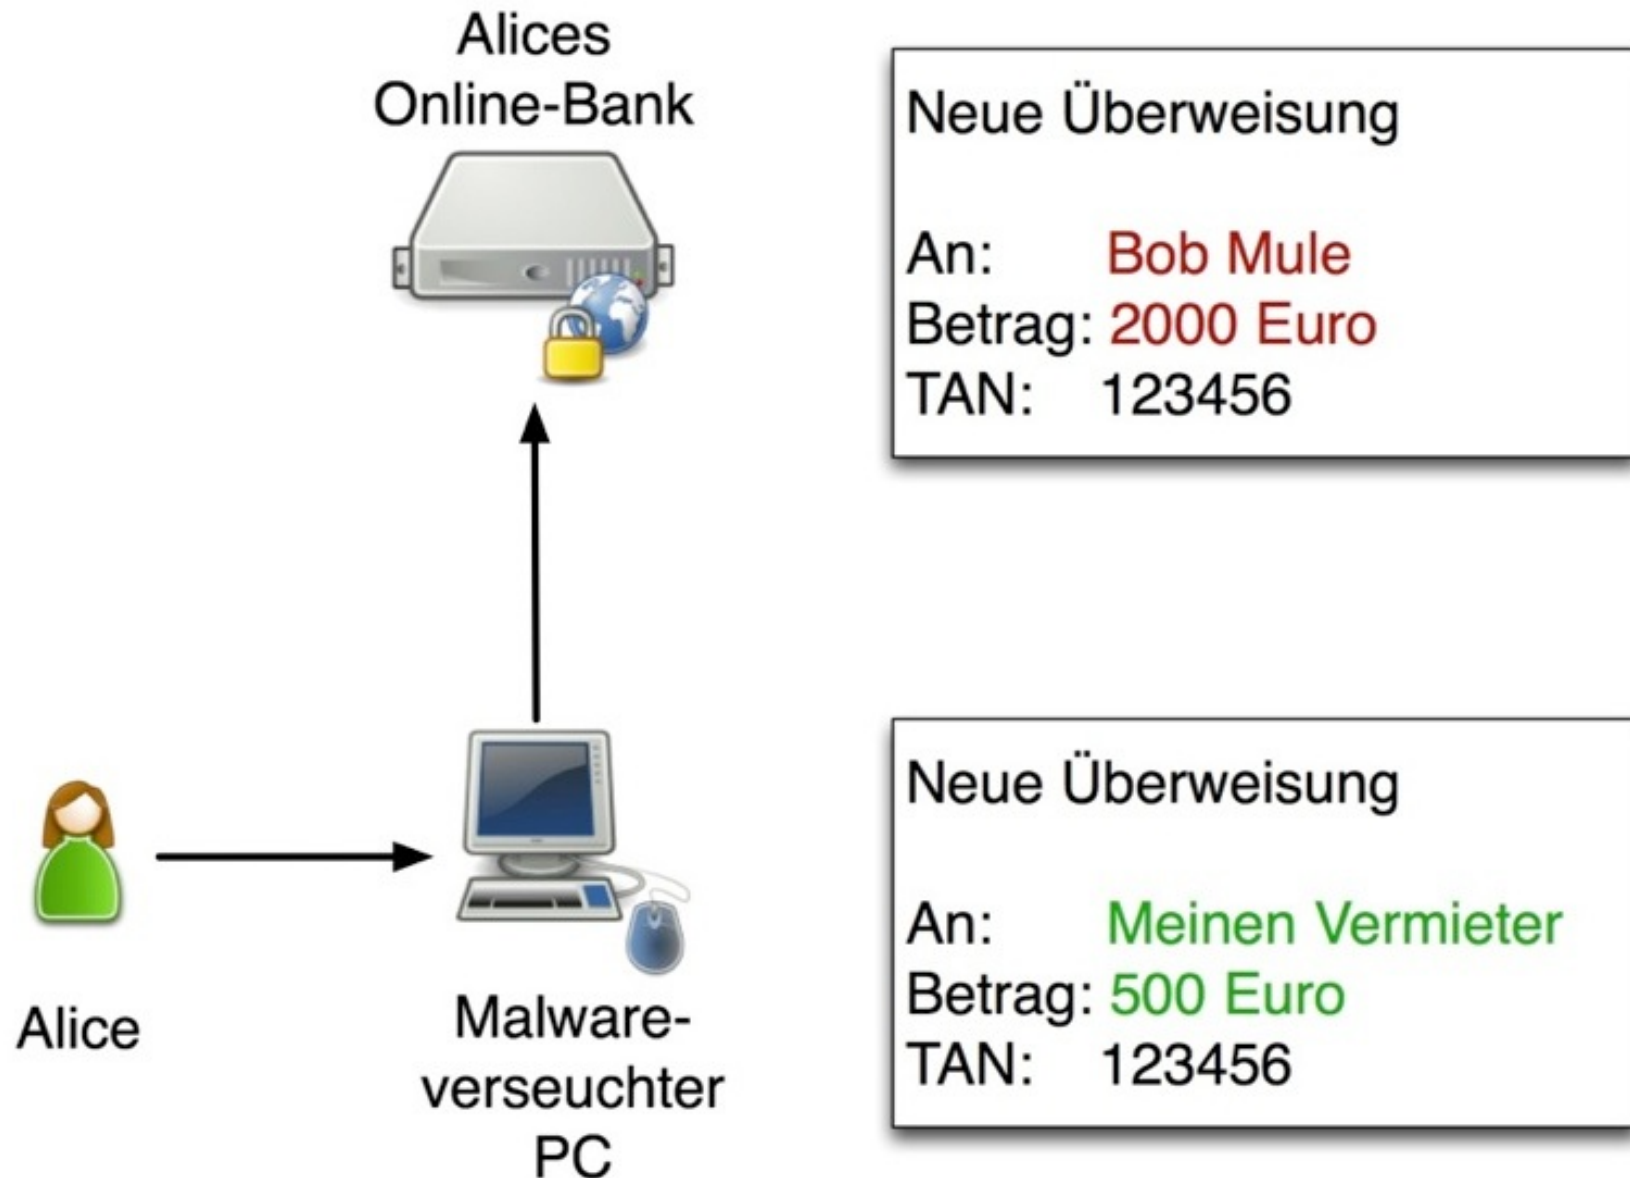 Alices
Online-Bank
Neue Überweisung
An: Bob Mule
Betrag: 2000 Euro
TAN: 123456
Alice
Malware-
verseuchter
PC
Neue Überweisung
An: Meinen Vermieter
Betrag: 500 Euro
TAN: 123456